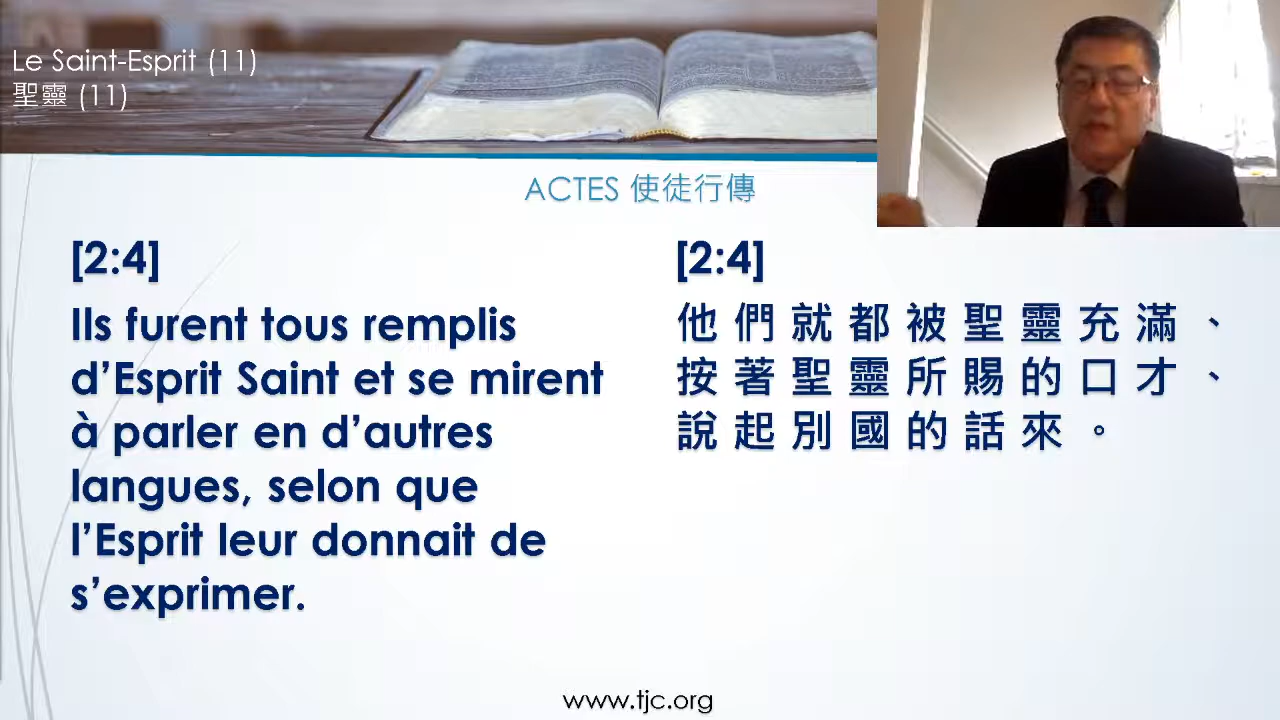 Le Saint-Esprit (11)
聖靈 (11)
ACTES 使徒行傳
[2:4]
Ils furent tous remplis
d’Esprit Saint et se mirent
à parler en d’autres
langues, selon que
l’Esprit leur donnait de
s’exprimer.
[2:4]
他們就都被聖靈充滿、
按著聖靈所賜的口才、
說起別國的話來。
www.tjc.org